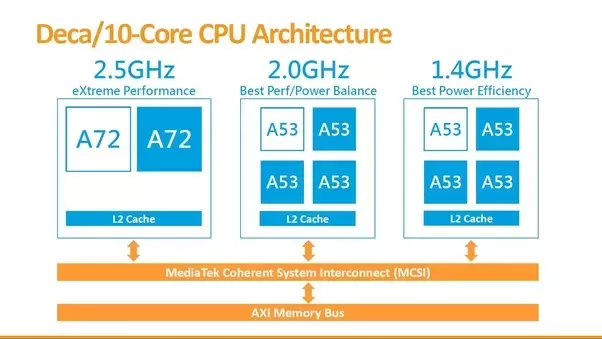 Deca/10-Core CPU Architecture
2.5GHz
eXtreme Performance
A72 A72
L2 Cache
2.0GHz
Best Perf/Power Balance
A53 A53
A53 A53
L2 Cache
1.4GHz
Best Power Efficiency
A53 A53
A53 A53
L2 Cache
MediaTek Coherent System Interconnect (MCSI)
AXI Memory Bus